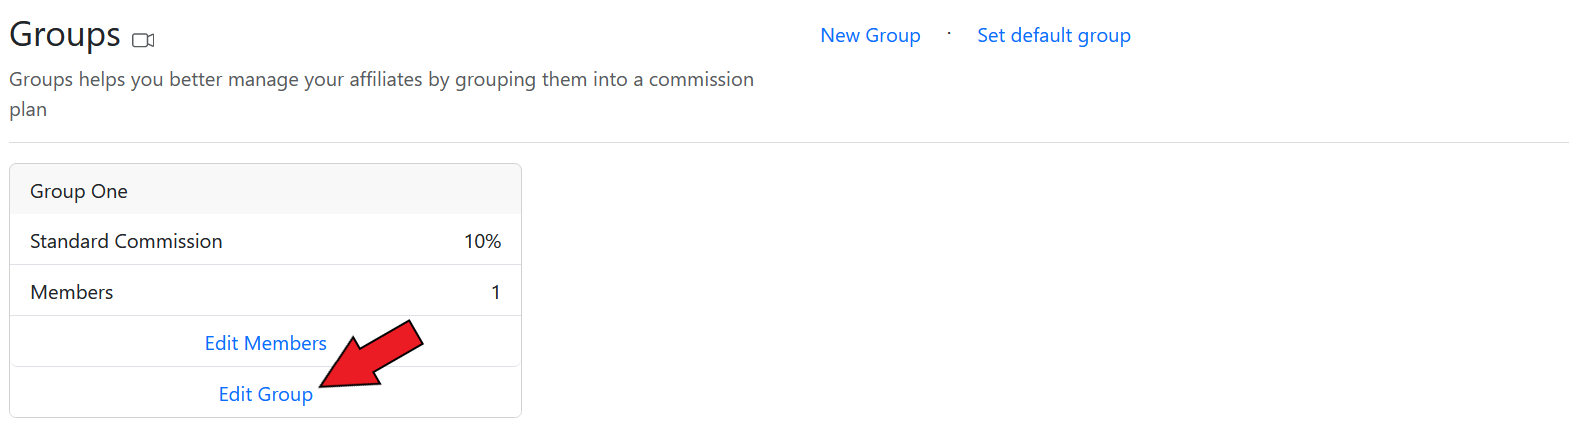 Groups
New Group · Set default group
Groups helps you better manage your affiliates by grouping them into a commission
plan
Group One
Standard Commission 10%
Members 1
Edit Members
Edit Group